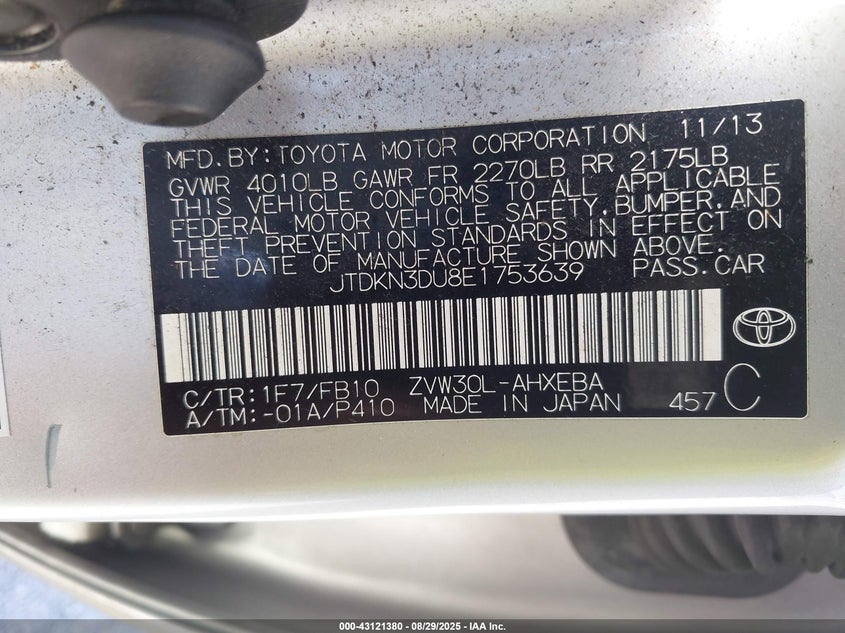 MFD. BY: TOYOTA MOTOR CORPORATION 11/13
GVWR 4010LB GAWR FR 2270LB RR 2175LB
THIS VEHICLE CONFORMS TO ALL APPLICABLE
FEDERAL MOTOR VEHICLE SAFETY, BUMPER, AND
THEFT PREVENTION STANDARDS IN EFFECT ON
THE DATE OF MANUFACTURE SHOWN ABOVE.
JTDKN3DU8E1753639 PASS.CAR
C/TR: 1F7/FB10 ZVW30L-AHXEBA
A/TM: -01A/P410 MADE IN JAPAN 457 C
000-43121380 | 08/29/2025 | IAA Inc.